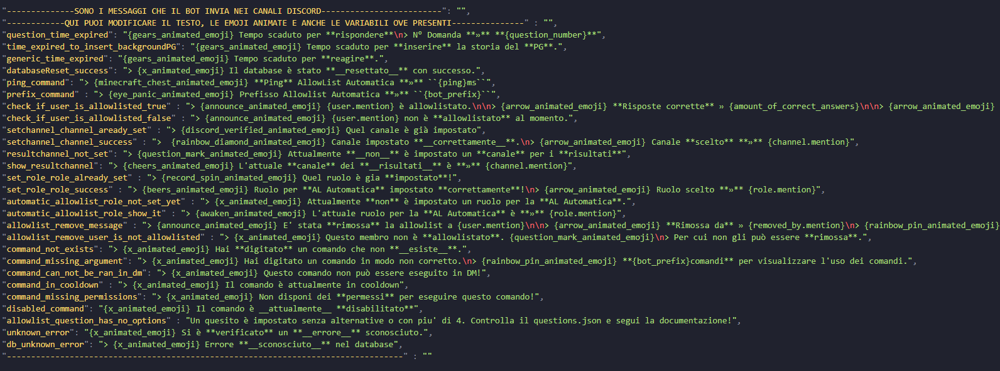 "--------------SONO I MESSAGGI CHE IL BOT INVIA NEI CANALI DISCORD-------------------------": "",
"------------QUI PUOI MODIFICARE IL TESTO, LE EMOJI ANIMATE E ANCHE LE VARIABILI OVE PRESENTI---------------" : "",
"question_time_expired": "{gears_animated_emoji} Tempo scaduto per **rispondere**\n> N° Domanda **»** **{question_number}**",
"time_expired_to_insert_backgroundPG": "{gears_animated_emoji} Tempo scaduto per **inserire** la storia del **PG**.",
"generic_time_expired": "{gears_animated_emoji} Tempo scaduto per **reagire**.",
"databaseReset_success": "> {x_animated_emoji} Il database è stato **__resettato__** con successo.",
"ping_command": "> {minecraft_chest_animated_emoji} **Ping** AllowList Automatica **»** ``{ping}ms``",
"prefix_command" : "> {eye_panic_animated_emoji} Prefisso Allowlist Automatica **»** ``{bot_prefix}``",
"check_if_user_is_allowlisted_true" : "> {announce_animated_emoji} {user.mention} è allowlistato.\n\n> {arrow_animated_emoji} **Risposte corrette** » {amount_of_correct_answers}\n\n> {arrow_animated_emoji}
"check_if_user_is_allowlisted_false" : "> {announce_animated_emoji} {user.mention} non è **allowlistato** al momento.",
"setchannel_channel_aready_set" : "> {discord_verified_animated_emoji} Quel canale è già impostato",
"setchannel_channel_success" : ">  {rainbow_diamond_animated_emoji} Canale impostato **__correttamente__**.\n> {arrow_animated_emoji} Canale **scelto** **»** {channel.mention}",
"resultchannel_not_set": "> {question_mark_animated_emoji} Attualmente **__non__** è impostato un **canale** per i **risultati**",
"show_resultchannel": "> {cheers_animated_emoji} L'attuale **canale** dei **__risultati__** è **»** {channel.mention}",
"set_role_role_already_set" : "> {record_spin_animated_emoji} Quel ruolo è gia **impostato**!",
"set_role_role_success" : "> {beers_animated_emoji} Ruolo per **AL Automatica** impostato **correttamente**!\n> {arrow_animated_emoji} Ruolo scelto **»** {role.mention}",
"automatic_allowlist_role_not_set_yet" : "> {x_animated_emoji} Attualmente **non** è impostato un ruolo per la **AL Automatica**.",
"automatic_allowlist_role_show_it" : "> {awaken_animated_emoji} L'attuale ruolo per la **AL Automatica** è **»** {role.mention}",
"allowlist_remove_message" : "> {announce_animated_emoji} E' stata **rimossa** la allowlist a {user.mention}\n\n> {arrow_animated_emoji} **Rimossa da** » {removed_by.mention}\n> {rainbow_pin_animated_emoji}
"allowlist_remove_user_is_not_allowlisted" : "> {x_animated_emoji} Questo membro non è **allowlistato**. {question_mark_animated_emoji}\n> Per cui non gli può essere **rimossa**.",
"command_not_exists" : "> {x_animated_emoji} Hai **digitato** un comando che non **__esiste__**.",
"command_missing_argument": "> {x_animated_emoji} Hai digitato un comando in modo non corretto.\n> {rainbow_pin_animated_emoji} **{bot_prefix}comandi** per visualizzare l'uso dei comandi.",
"command_can_not_be_ran_in_dm": "> {x_animated_emoji} Questo comando non può essere eseguito in DM!",
"command_in_cooldown" : "> {x_animated_emoji} Il comando è attualmente in cooldown",
"command_missing_permissions": "> {x_animated_emoji} Non disponi dei **permessi** per eseguire questo comando!",
"disabled_command": "{x_animated_emoji} Il comando è __attualmente__ **disabilitato**",
"allowlist_question_has_no_options" : "Un quesito è impostato senza alternative o con piu' di 4. Controlla il questions.json e segui la documentazione!",
"unknown_error": "{x_animated_emoji} Si è **verificato** un **__errore__** sconosciuto.",
"db_unknown_error": "> {x_animated_emoji} Errore **__sconosciuto__** nel database",
"----------------------------------------------------------------------------------" : ""